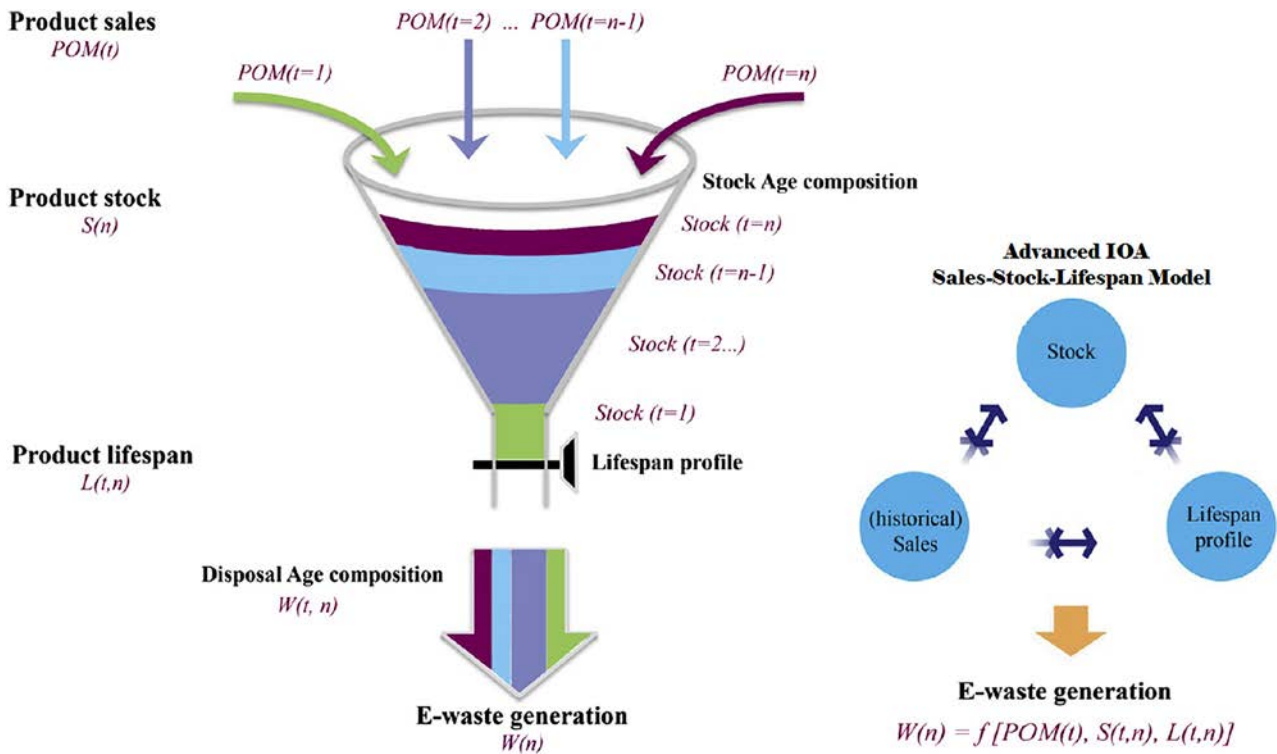 Product sales
POM(t)
POM(t=2) ... POM(t=n-1)
POM(t=1)
POM(t=n)
Product stock
S(n)
Stock Age composition
Stock (t=n)
Stock (t=n-1)
Stock (t=2...)
Stock (t=1)
Product lifespan
L(t,n)
Lifespan profile
Disposal Age composition
W(t, n)
E-waste generation
W(n)
Advanced IOA
Sales-Stock-Lifespan Model
Stock
(historical)
Sales
Lifespan
profile
E-waste generation
W(n) = f [POM(t), S(t,n), L(t,n)]